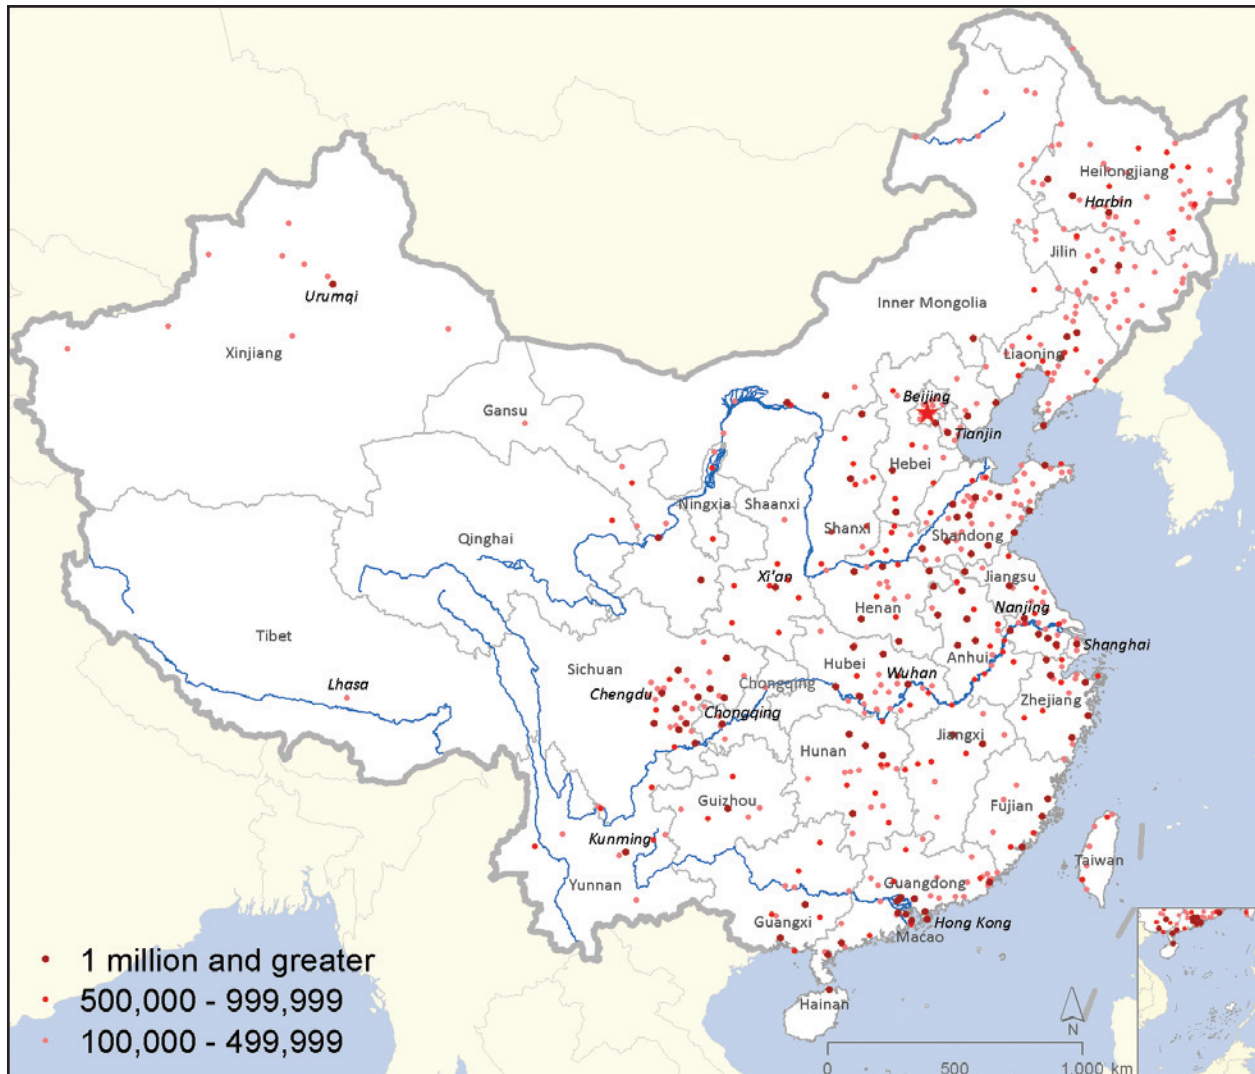 Heilongjiang
Harbin
Jilin
Urumqi
Inner Mongolia
Xinjiang
Liaoning
Gansu
Beijing
Tianjin
Hebei
Ningxia
Shaanxi
Shanxi
Shandong
Qinghai
Xi'an
Jiangsu
Henan
Nanjing
Tibet
Shanghai
Anhui
Sichuan
Hubei
Wuhan
Lhasa
Chengdu
Chongqing
Zhejiang
Chongqing
Jiangxi
Hunan
Guizhou
Fujian
Kunming
Taiwan
Yunnan
Guangdong
Guangxi
Hong Kong
Macao
1 million and greater
500,000 - 999,999
Hainan
N
100,000 - 499,999
0 500 1,000 km